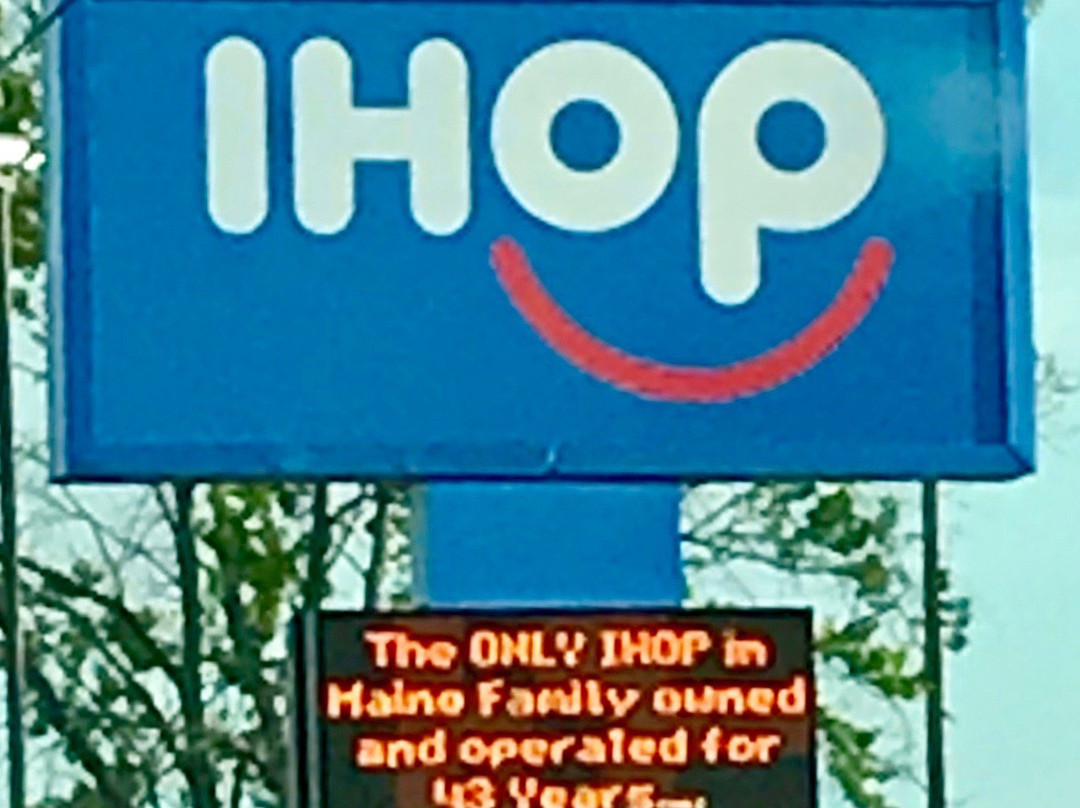 IHOP
The ONLY IHOP in
Maine Family owned
and operated for
43 Years...